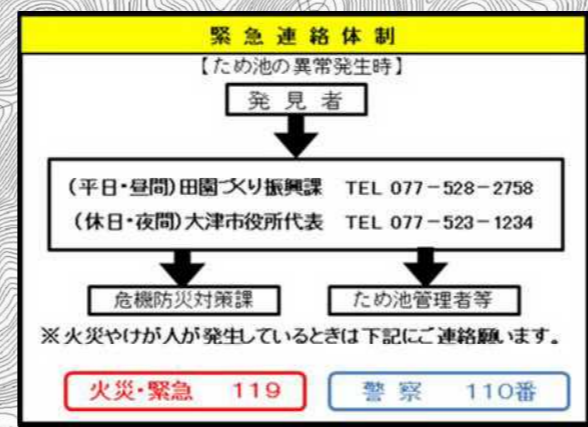 緊急連絡体制
【ため池の異常発生時】
発見者
(平日・昼間)田園づくり振興課 TEL 077-528-2758
(休日・夜間)大津市役所代表 TEL 077-523-1234
危機防災対策課 ため池管理者等
※火災やけが人が発生しているときは下記にご連絡願います。
火災・緊急 119 警察 110番